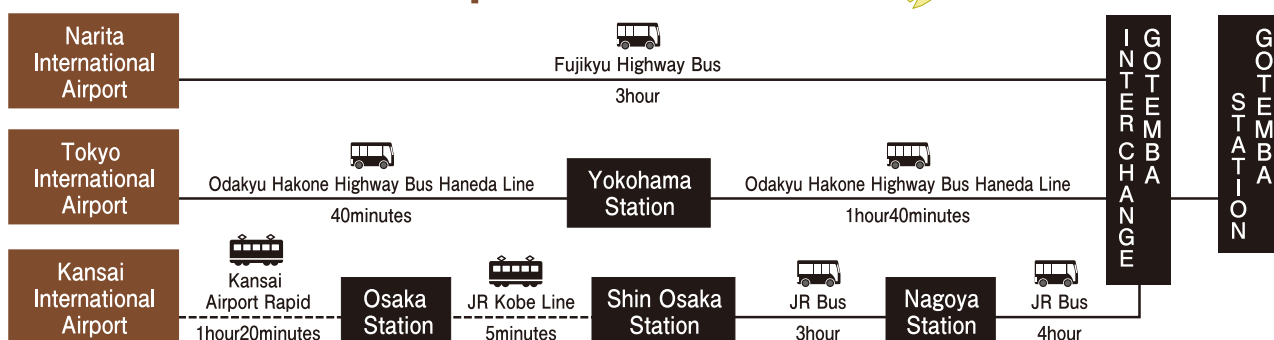 Narita
International
Airport
Fujikyu Highway Bus
3hour
Tokyo
International
Airport
Odakyu Hakone Highway Bus Haneda Line
40minutes
Yokohama
Station
Odakyu Hakone Highway Bus Haneda Line
1hour40minutes
Kansai
International
Airport
Kansai
Airport Rapid
1hour20minutes
Osaka
Station
JR Kobe Line
5minutes
Shin Osaka
Station
JR Bus
3hour
Nagoya
Station
JR Bus
4hour
GOTEMBA
INTER CHANGE
GOTEMBA
STATION